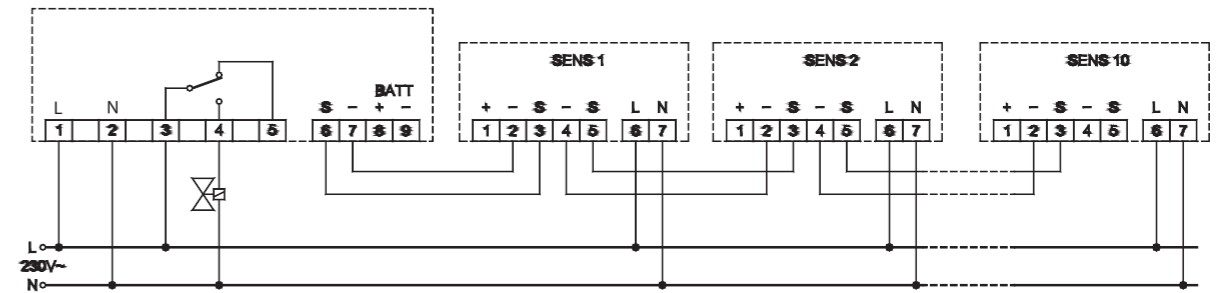 SENS 1 SENS 2 SENS 10
BATT
L N S - + - + - S - S L N + - S - S L N + - S - S L N
1 2 3 4 5 6 7 8 9 1 2 3 4 5 6 7 1 2 3 4 5 6 7 1 2 3 4 5 6 7
L
230V~
N